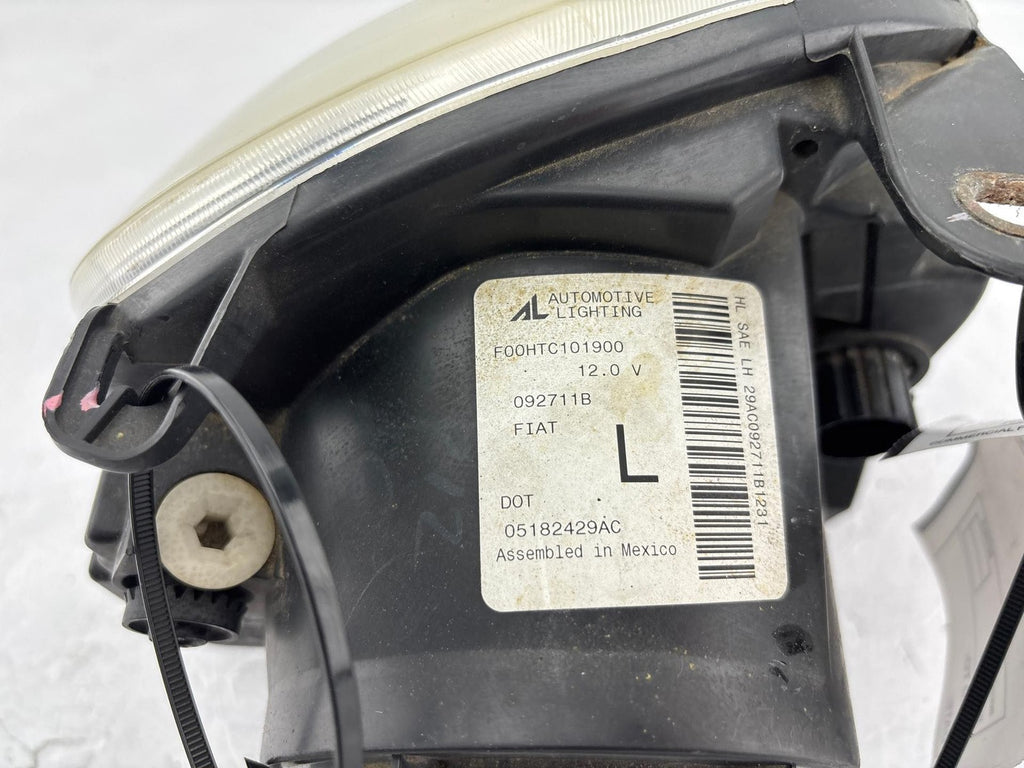 AL AUTOMOTIVE
LIGHTING
F00HTC101900
12.0 V
092711B
FIAT
L
DOT
05182429AC
Assembled in Mexico
HL SAE LH 29AC092711B1231